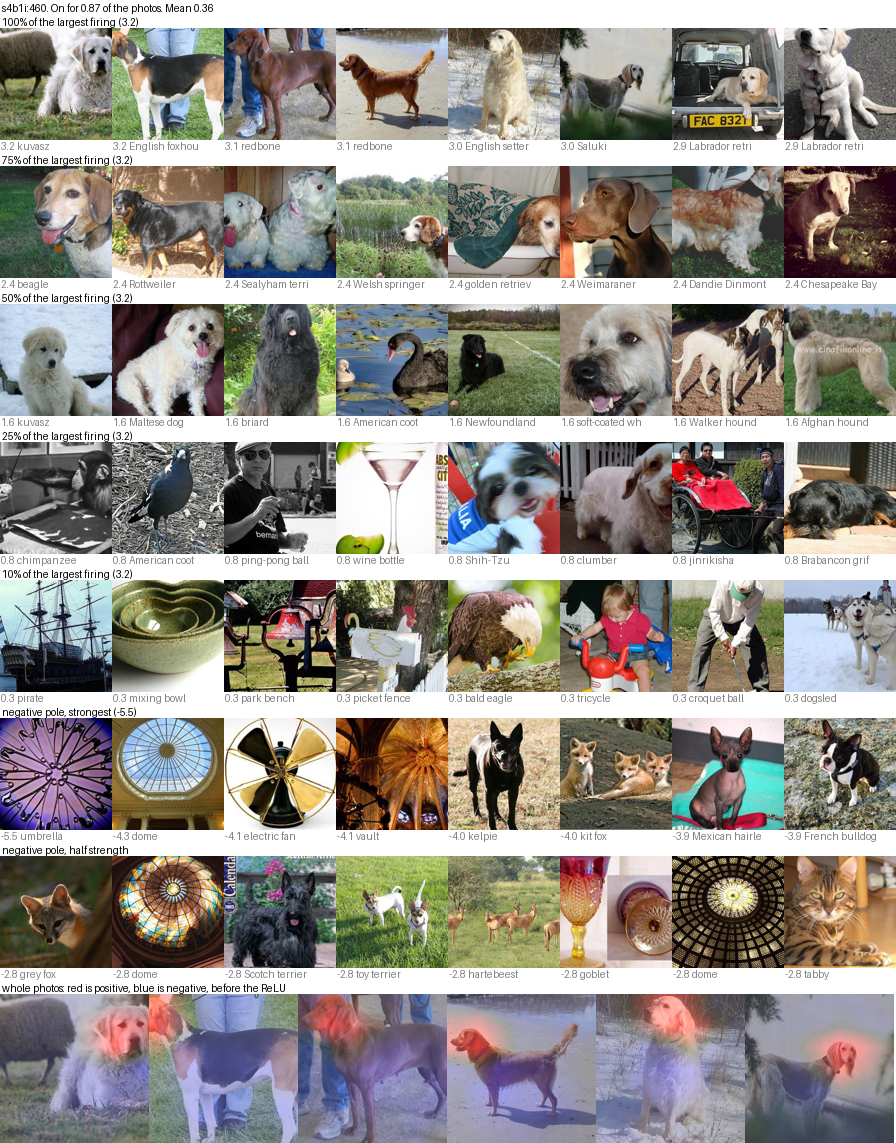 s4b1i:460. On for 0.87 of the photos. Mean 0.36
100% of the largest firing (3.2)
FAC 832T
3.2 kuvasz
3.2 English foxhou
3.1 redbone
3.1 redbone
3.0 English setter
3.0 Saluki
2.9 Labrador retri
2.9 Labrador retri
75% of the largest firing (3.2)
2.4 beagle
2.4 Rottweiler
2.4 Sealyham terri
2.4 Welsh springer
2.4 golden retriev
2.4 Weimaraner
2.4 Dandie Dinmont
2.4 Chesapeake Bay
50% of the largest firing (3.2)
www.cinofilionline.it
1.6 kuvasz
1.6 Maltese dog
1.6 briard
1.6 American coot
1.6 Newfoundland
1.6 soft-coated wh
1.6 Walker hound
1.6 Afghan hound
25% of the largest firing (3.2)
bema
ABS
CIT
LIA
0.8 chimpanzee
0.8 American coot
0.8 ping-pong ball
0.8 wine bottle
0.8 Shih-Tzu
0.8 clumber
0.8 jinrikisha
0.8 Brabancon grif
10% of the largest firing (3.2)
0.3 pirate
0.3 mixing bowl
0.3 park bench
0.3 picket fence
0.3 bald eagle
0.3 tricycle
0.3 croquet ball
0.3 dogsled
negative pole, strongest (-5.5)
-5.5 umbrella
-4.3 dome
-4.1 electric fan
-4.1 vault
-4.0 kelpie
-4.0 kit fox
-3.9 Mexican hairle
-3.9 French bulldog
negative pole, half strength
Calenda
-2.8 grey fox
-2.8 dome
-2.8 Scotch terrier
-2.8 toy terrier
-2.8 hartebeest
-2.8 goblet
-2.8 dome
-2.8 tabby
whole photos: red is positive, blue is negative, before the ReLU